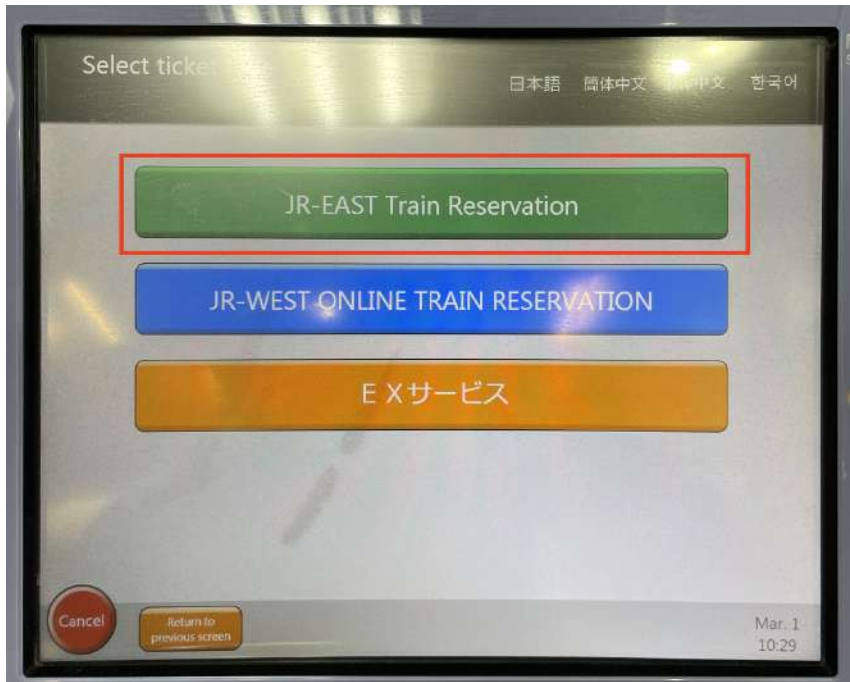 Select ticke
日本語 簡体中文 中文 한국어
JR-EAST Train Reservation
JR-WEST ONLINE TRAIN RESERVATION
EXサービス
Cancel
Return to
previous screen
Mar. 1
10:29